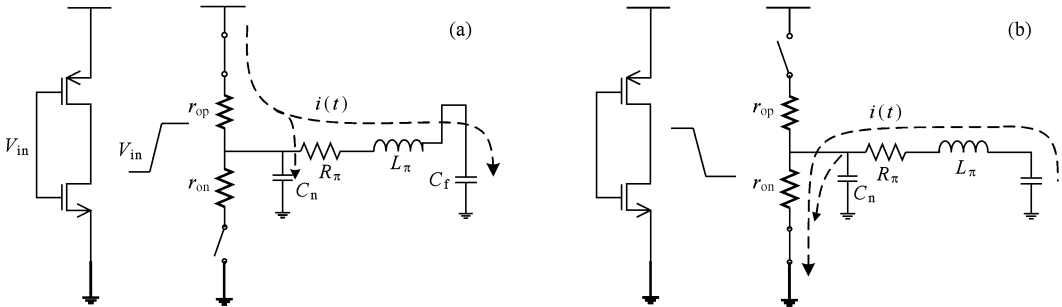 (a)
V_in
V_in
r_op
r_on
i(t)
R_π
L_π
C_n
C_f
(b)
r_op
r_on
i(t)
R_π
L_π
C_n